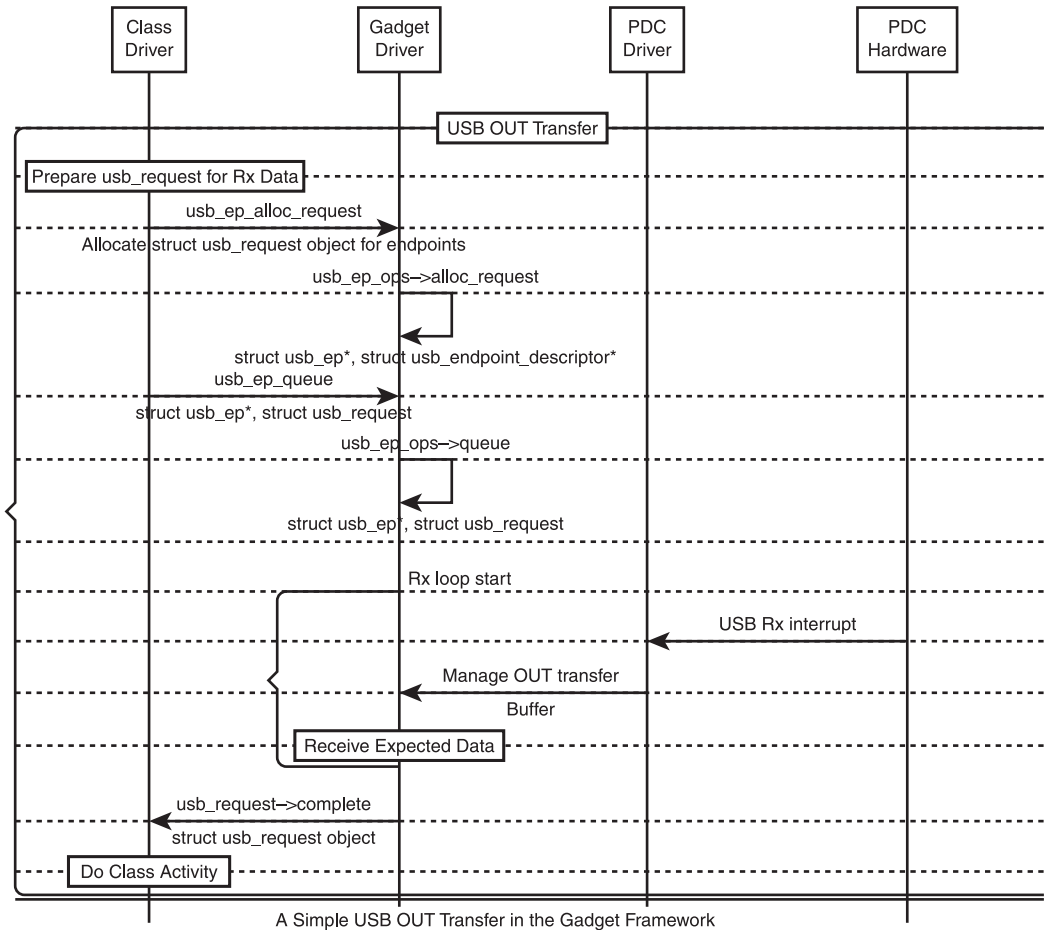 Class
Driver
Gadget
Driver
PDC
Driver
PDC
Hardware
USB OUT Transfer
Prepare usb_request for Rx Data
usb_ep_alloc_request
Allocate struct usb_request object for endpoints
usb_ep_ops–>alloc_request
struct usb_ep*, struct usb_endpoint_descriptor*
usb_ep_queue
struct usb_ep*, struct usb_request
usb_ep_ops–>queue
struct usb_ep*, struct usb_request
Rx loop start
USB Rx interrupt
Manage OUT transfer
Buffer
Receive Expected Data
usb_request–>complete
struct usb_request object
Do Class Activity
A Simple USB OUT Transfer in the Gadget Framework